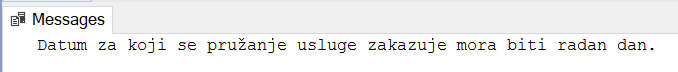 Messages
Datum za koji se pružanje usluge zakazuje mora biti radan dan.